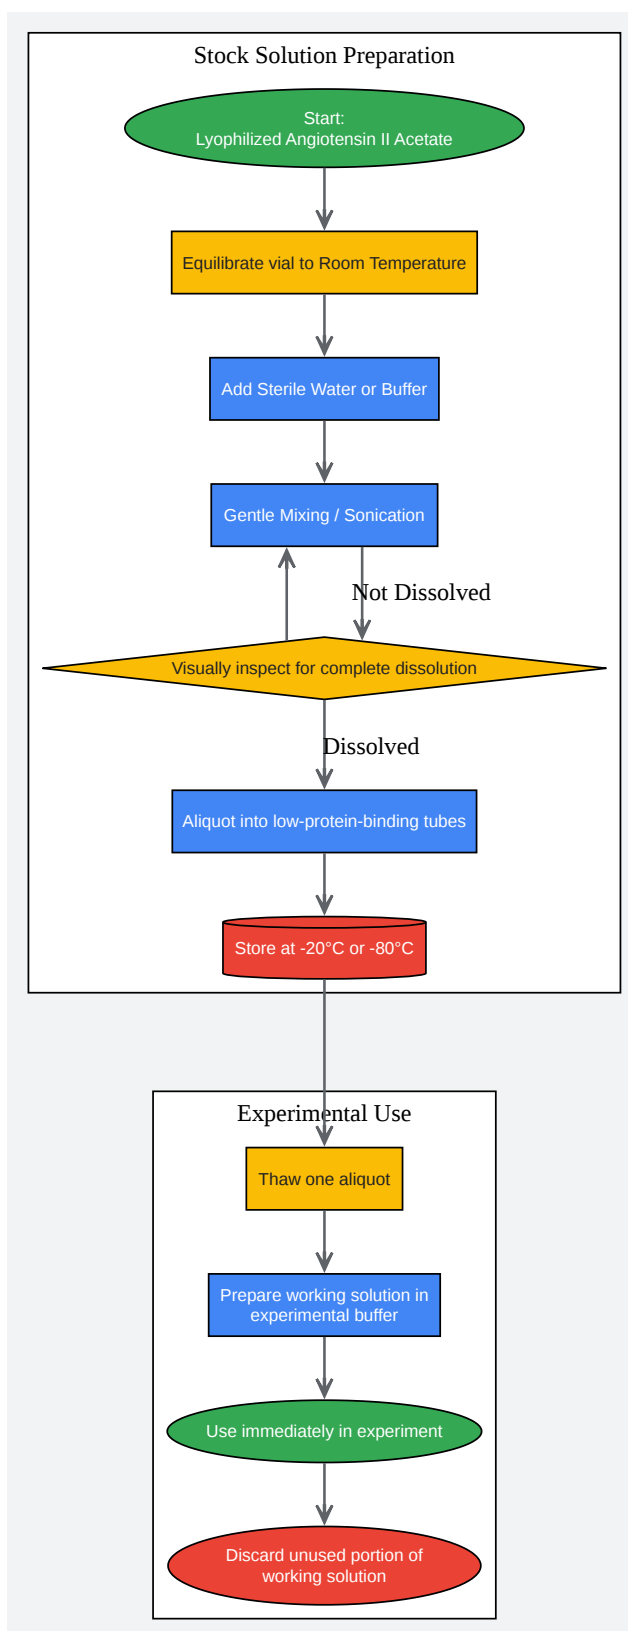 Stock Solution Preparation
Start:
Lyophilized Angiotensin II Acetate
Equilibrate vial to Room Temperature
Add Sterile Water or Buffer
Gentle Mixing / Sonication
Not Dissolved
Visually inspect for complete dissolution
Dissolved
Aliquot into low-protein-binding tubes
Store at -20°C or -80°C
Experimental Use
Thaw one aliquot
Prepare working solution in
experimental buffer
Use immediately in experiment
Discard unused portion of
working solution